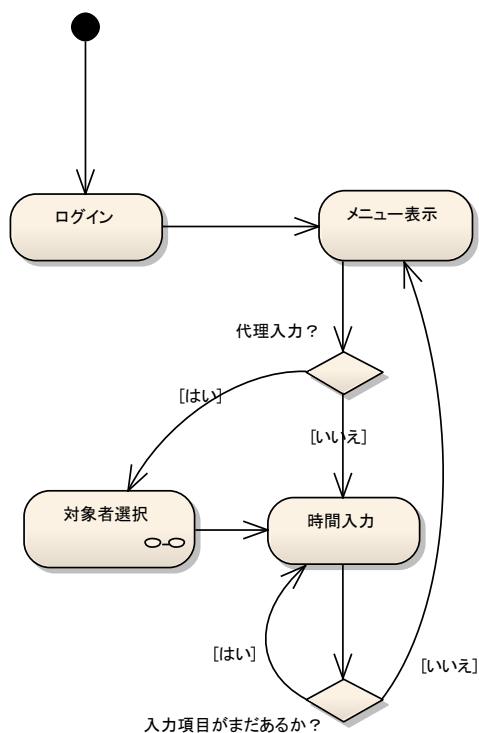 ログイン
メニュー表示
代理入力？
[はい]
[いいえ]
対象者選択
時間入力
[はい]
[いいえ]
入力項目がまだあるか？